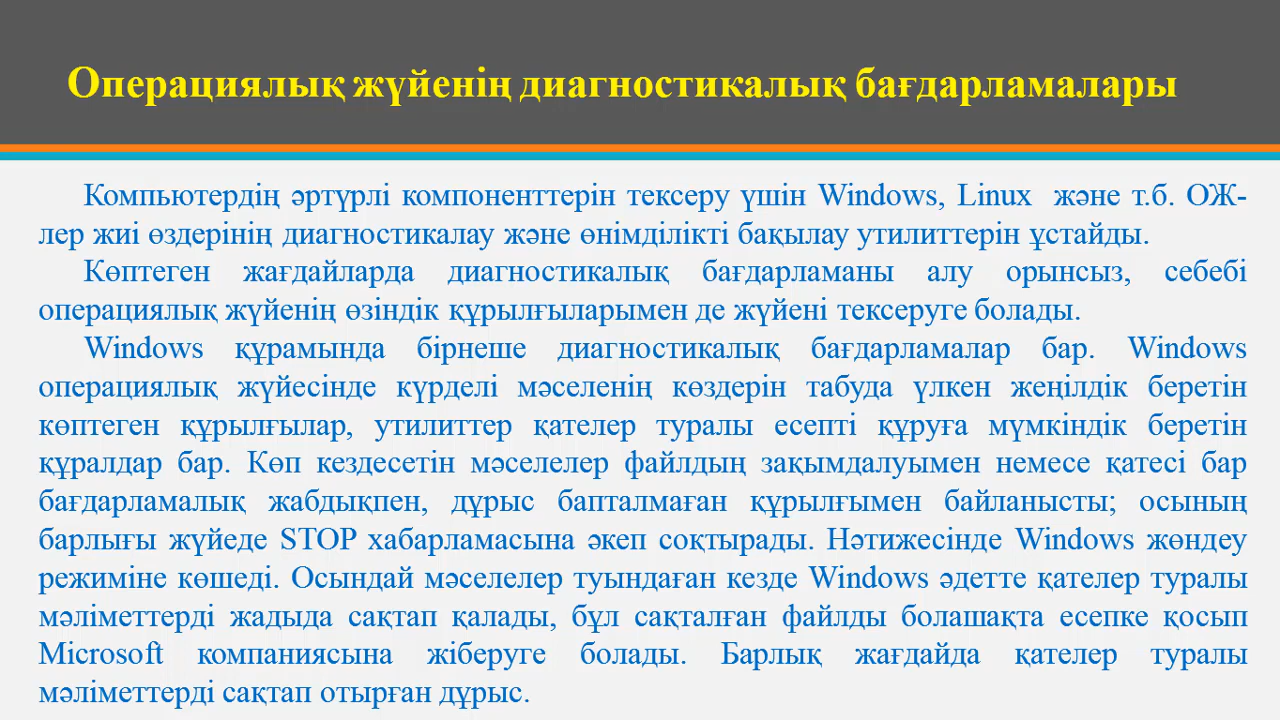 Операциялық жүйенің диагностикалық бағдарламалары
Компьютердің әртүрлі компоненттерін тексеру үшін Windows, Linux және т.б. ОЖ-
лер жиі өздерінің диагностикалау және өнімділікті бақылау утилиттерін ұстайды.
Көптеген жағдайларда диагностикалық бағдарламаны алу орынсыз, себебі
операциялық жүйенің өзіндік құрылғыларымен де жүйені тексеруге болады.
Windows құрамында бірнеше диагностикалық бағдарламалар бар. Windows
операциялық жүйесінде күрделі мәселенің көздерін табуда үлкен жеңілдік беретін
көптеген құрылғылар, утилиттер қателер туралы есепті құруға мүмкіндік беретін
құралдар бар. Көп кездесетін мәселелер файлдың зақымдалуымен немесе қатесі бар
бағдарламалық жабдықпен, дұрыс бапталмаған құрылғымен байланысты; осының
барлығы жүйеде STOP хабарламасына әкеп соқтырады. Нәтижесінде Windows жөндеу
режиміне көшеді. Осындай мәселелер туындаған кезде Windows әдетте қателер туралы
мәліметтерді жадыда сақтап қалады, бұл сақталған файлды болашақта есепке қосып
Microsoft компаниясына жіберуге болады. Барлық жағдайда қателер туралы
мәліметтерді сақтап отырған дұрыс.